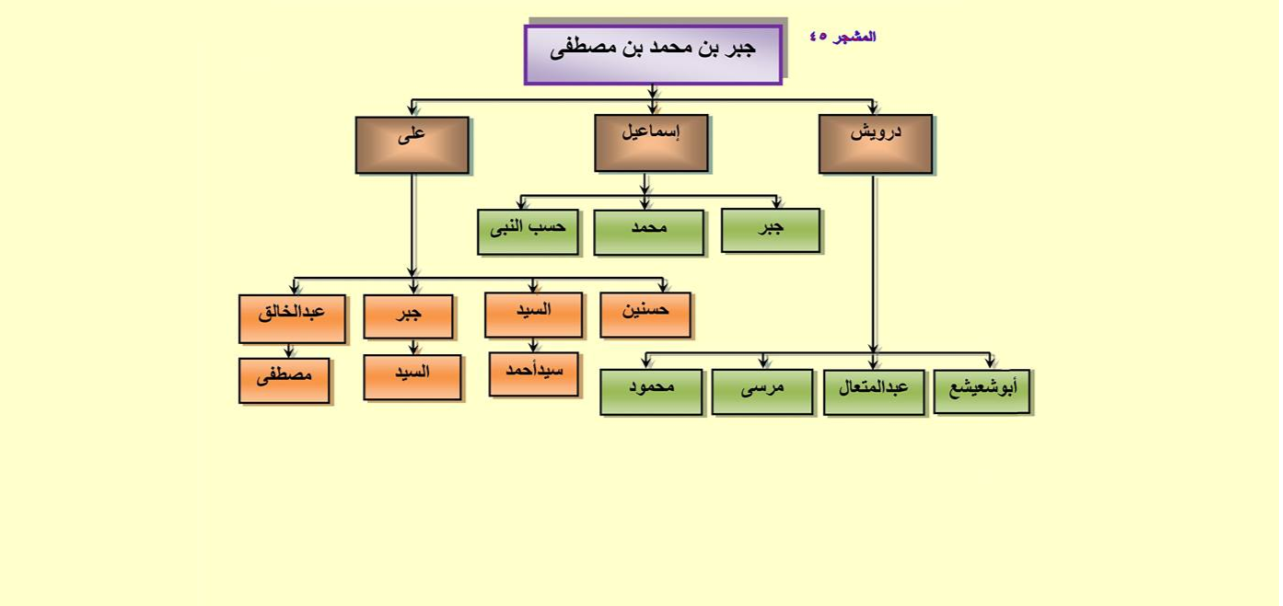 المشجر ٤٥
جبر بن محمد بن مصطفى
درويش
إسماعيل
على
جبر
محمد
حسب النبى
حسنين
السيد
جبر
عبدالخالق
سيدأحمد
السيد
مصطفى
أبوشعيشع
عبدالمتعال
مرسى
محمود